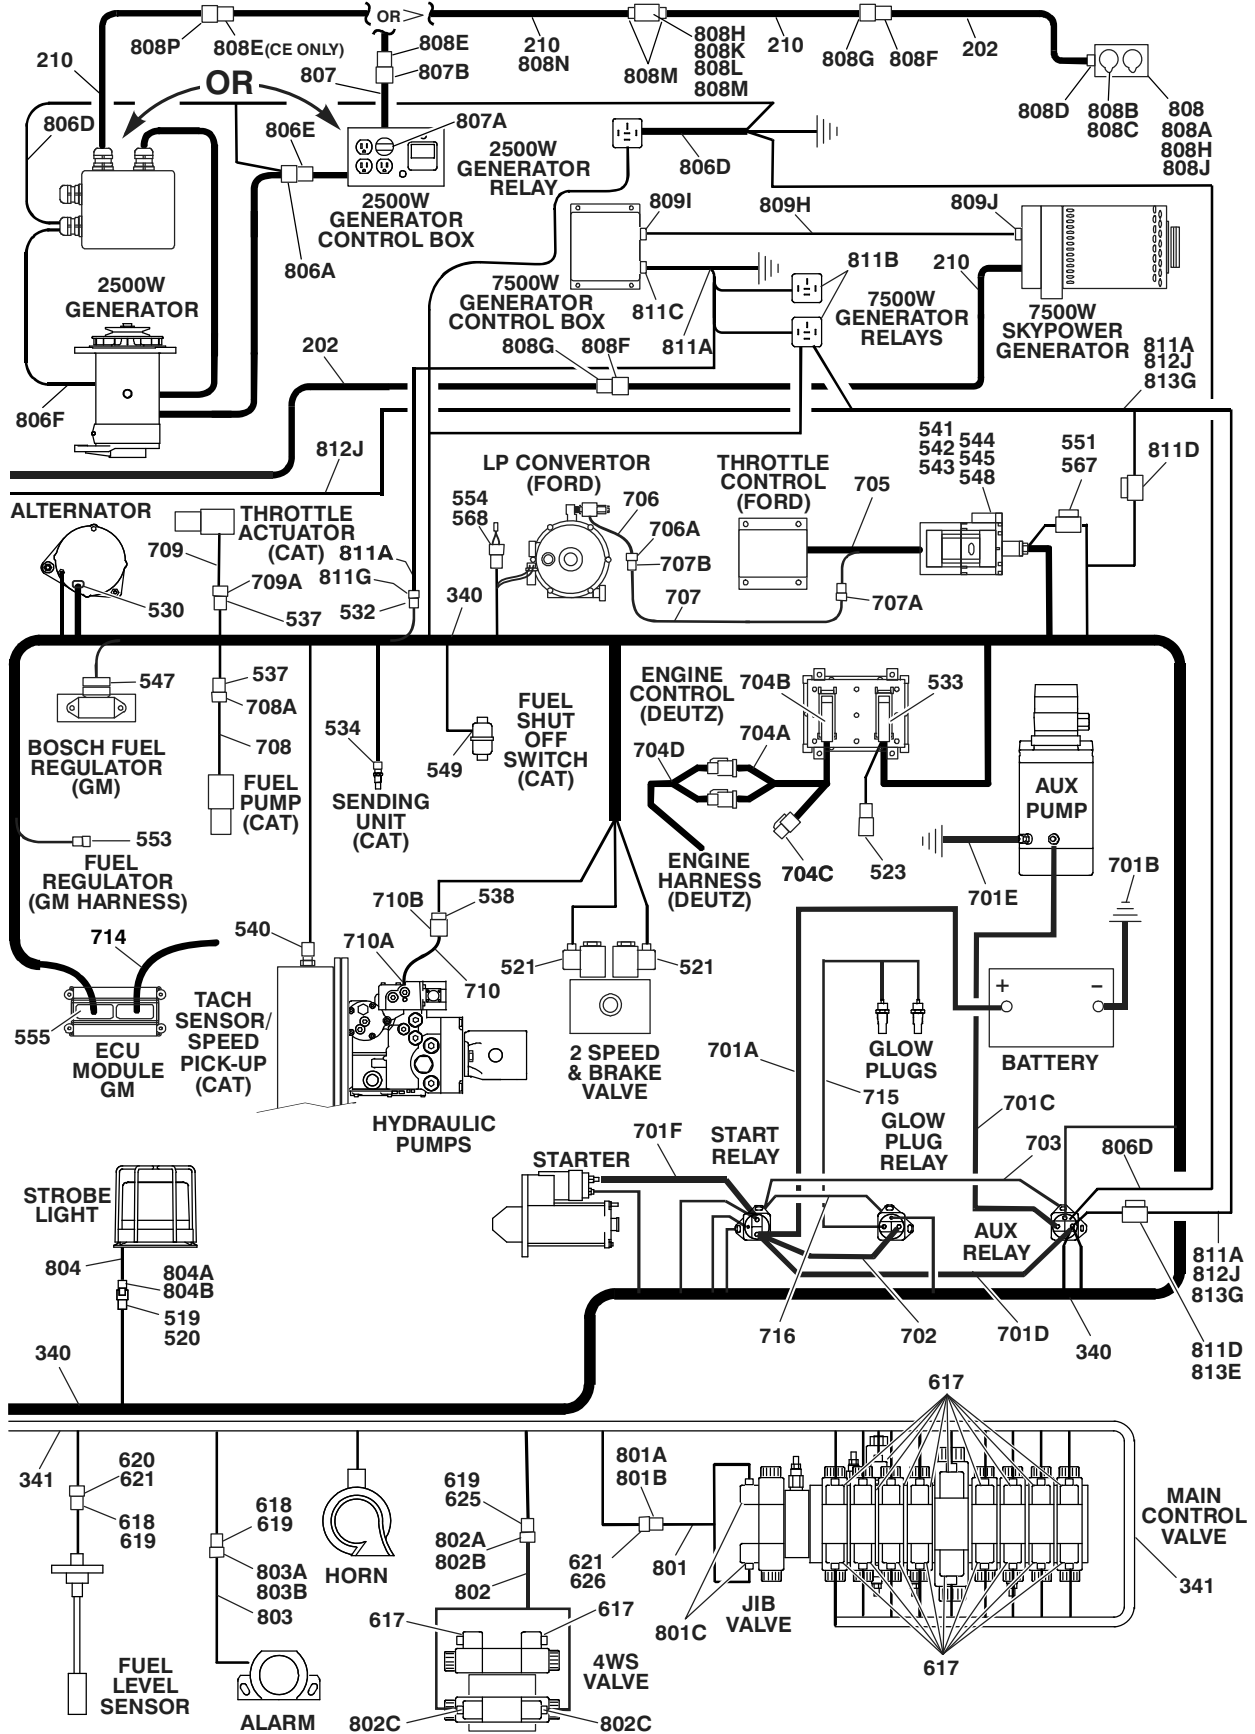 808P
808E (CE ONLY)
OR
210
808N
808M
808H
808K
808L
808M
210
808G
808F
202
210
OR
807
808E
807B
808D
808B
808C
808
808A
808H
808J
806D
806E
807A
2500W
GENERATOR
RELAY
806D
2500W
GENERATOR
CONTROL BOX
806A
809I
809H
809J
2500W
GENERATOR
7500W
GENERATOR
CONTROL BOX
811C
811A
811B
210
7500W
GENERATOR
RELAYS
7500W
SKYPOWER
GENERATOR
811A
812J
813G
202
808G
808F
806F
812J
LP CONVERTOR
(FORD)
THROTTLE
CONTROL
(FORD)
541
542
543
544
545
548
551
567
811D
705
ALTERNATOR
THROTTLE
ACTUATOR
(CAT)
709
811A
554
568
706
706A
707B
709A
811G
530
537
532
340
707
707A
547
537
708A
BOSCH FUEL
REGULATOR
(GM)
708
534
FUEL
PUMP
(CAT)
SENDING
UNIT
(CAT)
549
FUEL
SHUT
OFF
SWITCH
(CAT)
ENGINE
CONTROL
(DEUTZ)
704B
533
704D
704A
AUX
PUMP
553
FUEL
REGULATOR
(GM HARNESS)
ENGINE
HARNESS
(DEUTZ)
704C
523
701E
701B
710B
538
714
540
710A
710
521
521
555
ECU
MODULE
GM
TACH
SENSOR/
SPEED
PICK-UP
(CAT)
HYDRAULIC
PUMPS
2 SPEED
& BRAKE
VALVE
701A
715
GLOW
PLUGS
+
−
BATTERY
701C
STARTER
701F
START
RELAY
GLOW
PLUG
RELAY
703
806D
STROBE
LIGHT
AUX
RELAY
804
804A
804B
519
520
811A
812J
813G
716
702
701D
340
811D
813E
340
617
341
620
621
618
619
618
619
803A
803B
803
HORN
619
625
802A
802B
802
801A
801B
621
626
801
801C
JIB
VALVE
MAIN
CONTROL
VALVE
341
617
617
617
4WS
VALVE
FUEL
LEVEL
SENSOR
ALARM
802C
802C